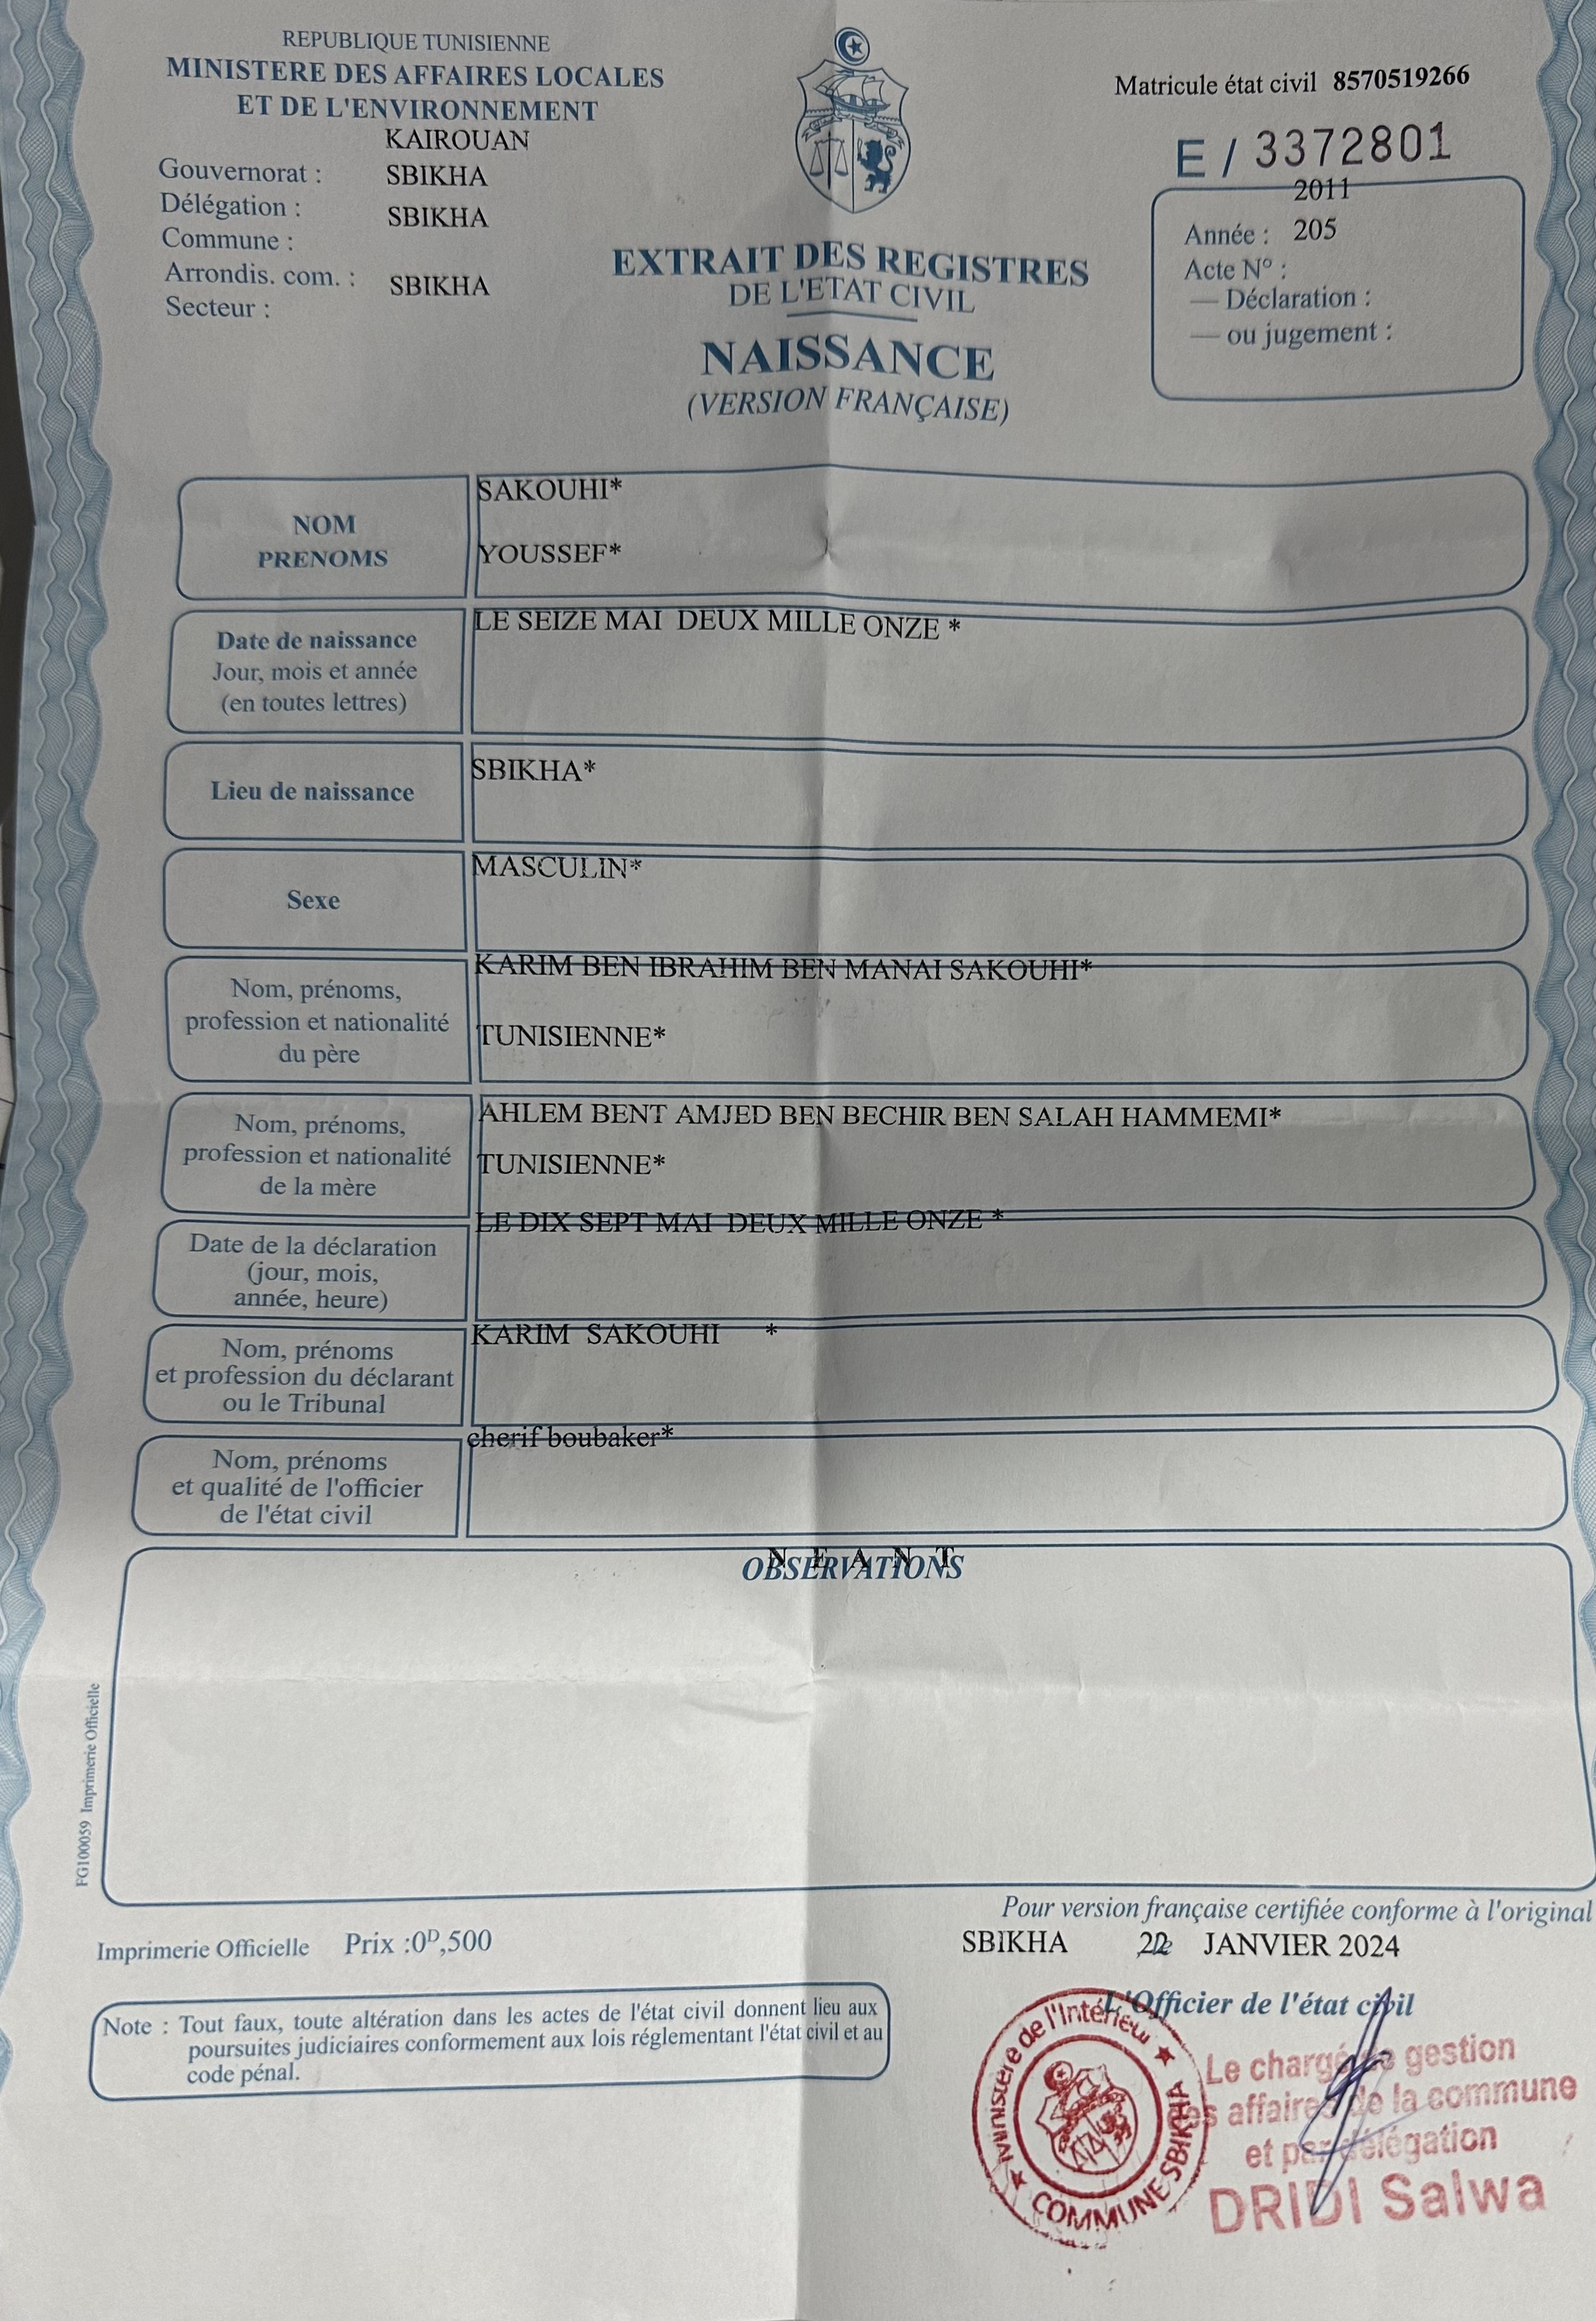 REPUBLIQUE TUNISIENNE
MINISTERE DES AFFAIRES LOCALES
ET DE L'ENVIRONNEMENT
KAIROUAN
Gouvernorat : SBIKHA
Délégation : SBIKHA
Commune :
Arrondis. com. : SBIKHA
Secteur :
Matricule état civil 8570519266
E / 3372801
2011
Année : 205
Acte N° :
— Déclaration :
— ou jugement :
EXTRAIT DES REGISTRES
DE L'ETAT CIVIL
NAISSANCE
(VERSION FRANÇAISE)
NOM
PRENOMS
SAKOUHI*
YOUSSEF*
Date de naissance
Jour, mois et année
(en toutes lettres)
LE SEIZE MAI DEUX MILLE ONZE *
Lieu de naissance
SBIKHA*
Sexe
MASCULIN*
Nom, prénoms,
profession et nationalité
du père
KARIM BEN IBRAHIM BEN MANAI SAKOUHI*
TUNISIENNE*
Nom, prénoms,
profession et nationalité
de la mère
AHLEM BENT AMJED BEN BECHIR BEN SALAH HAMMEMI*
TUNISIENNE*
Date de la déclaration
(jour, mois,
année, heure)
LE DIX SEPT MAI DEUX MILLE ONZE *
Nom, prénoms
et profession du déclarant
ou le Tribunal
KARIM SAKOUHI *
Nom, prénoms
et qualité de l'officier
de l'état civil
cherif boubaker*
N E A N T
OBSERVATIONS
FG100059 Imprimerie Officielle
Pour version française certifiée conforme à l'original
SBIKHA le 22 JANVIER 2024
Imprimerie Officielle Prix :0D,500
Note : Tout faux, toute altération dans les actes de l'état civil donnent lieu aux
poursuites judiciaires conformement aux lois réglementant l'état civil et au
code pénal.
L'Officier de l'état civil
Ministère de l'Intérieur
COMMUNE SBIKHA
Le chargé de gestion
des affaires de la commune
et par délégation
DRIDI Salwa